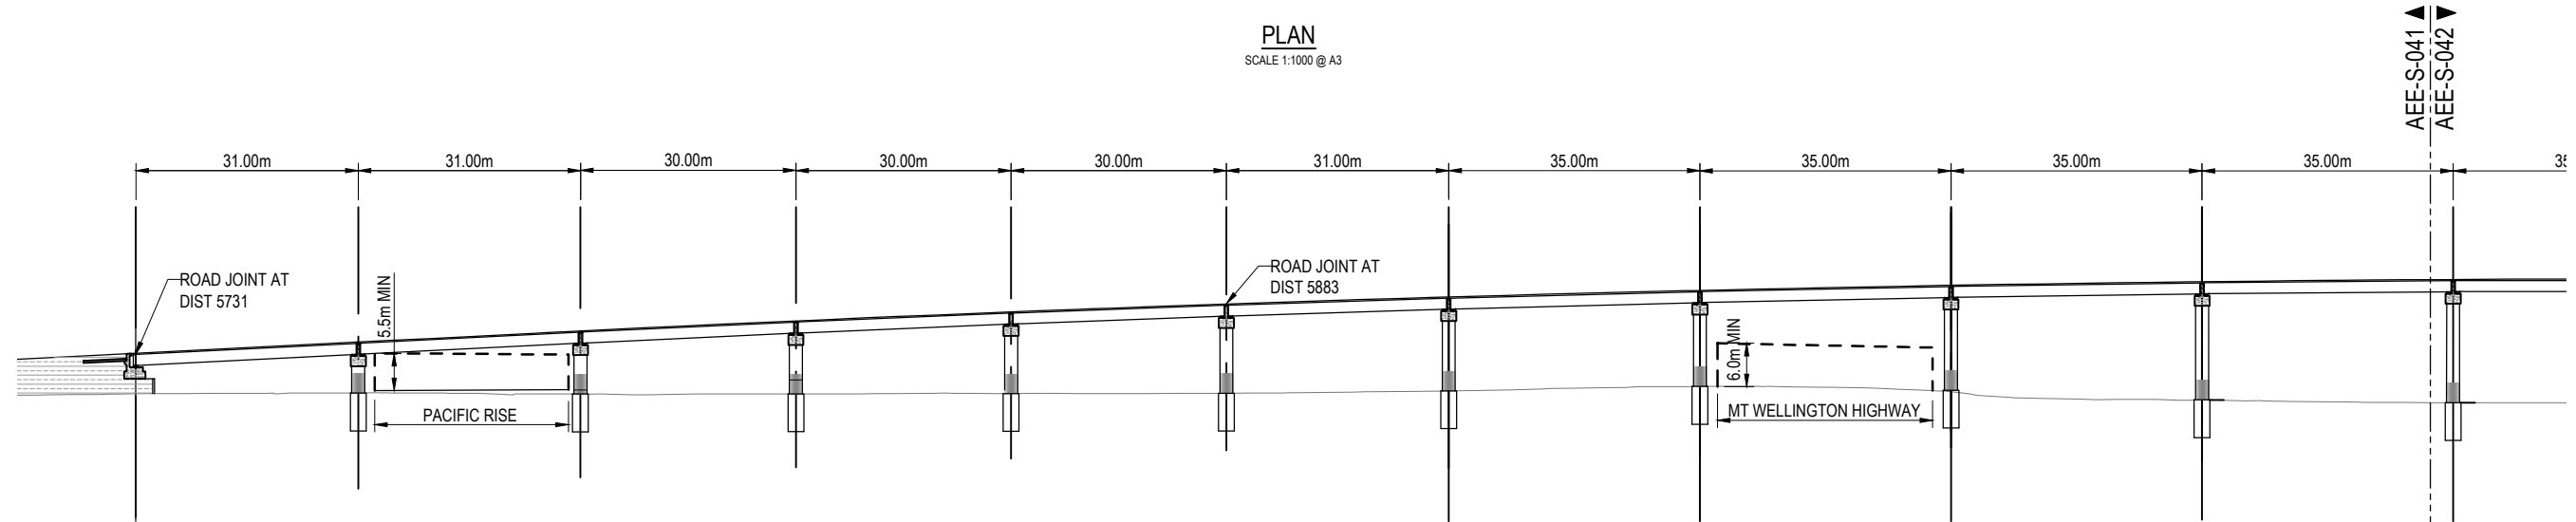 PLAN
SCALE 1:1000 @ A3
AEE-S-041
AEE-S-042
31.00m
31.00m
30.00m
30.00m
30.00m
31.00m
35.00m
35.00m
35.00m
35.00m
ROAD JOINT AT
DIST 5731
5.5m MIN
PACIFIC RISE
ROAD JOINT AT
DIST 5883
6.0m MIN
MT WELLINGTON HIGHWAY